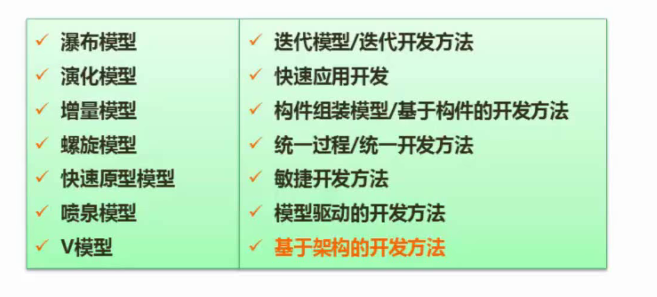 瀑布模型
演化模型
增量模型
螺旋模型
快速原型模型
喷泉模型
V模型
迭代模型/迭代开发方法
快速应用开发
构件组装模型/基于构件的开发方法
统一过程/统一开发方法
敏捷开发方法
模型驱动的开发方法
基于架构的开发方法